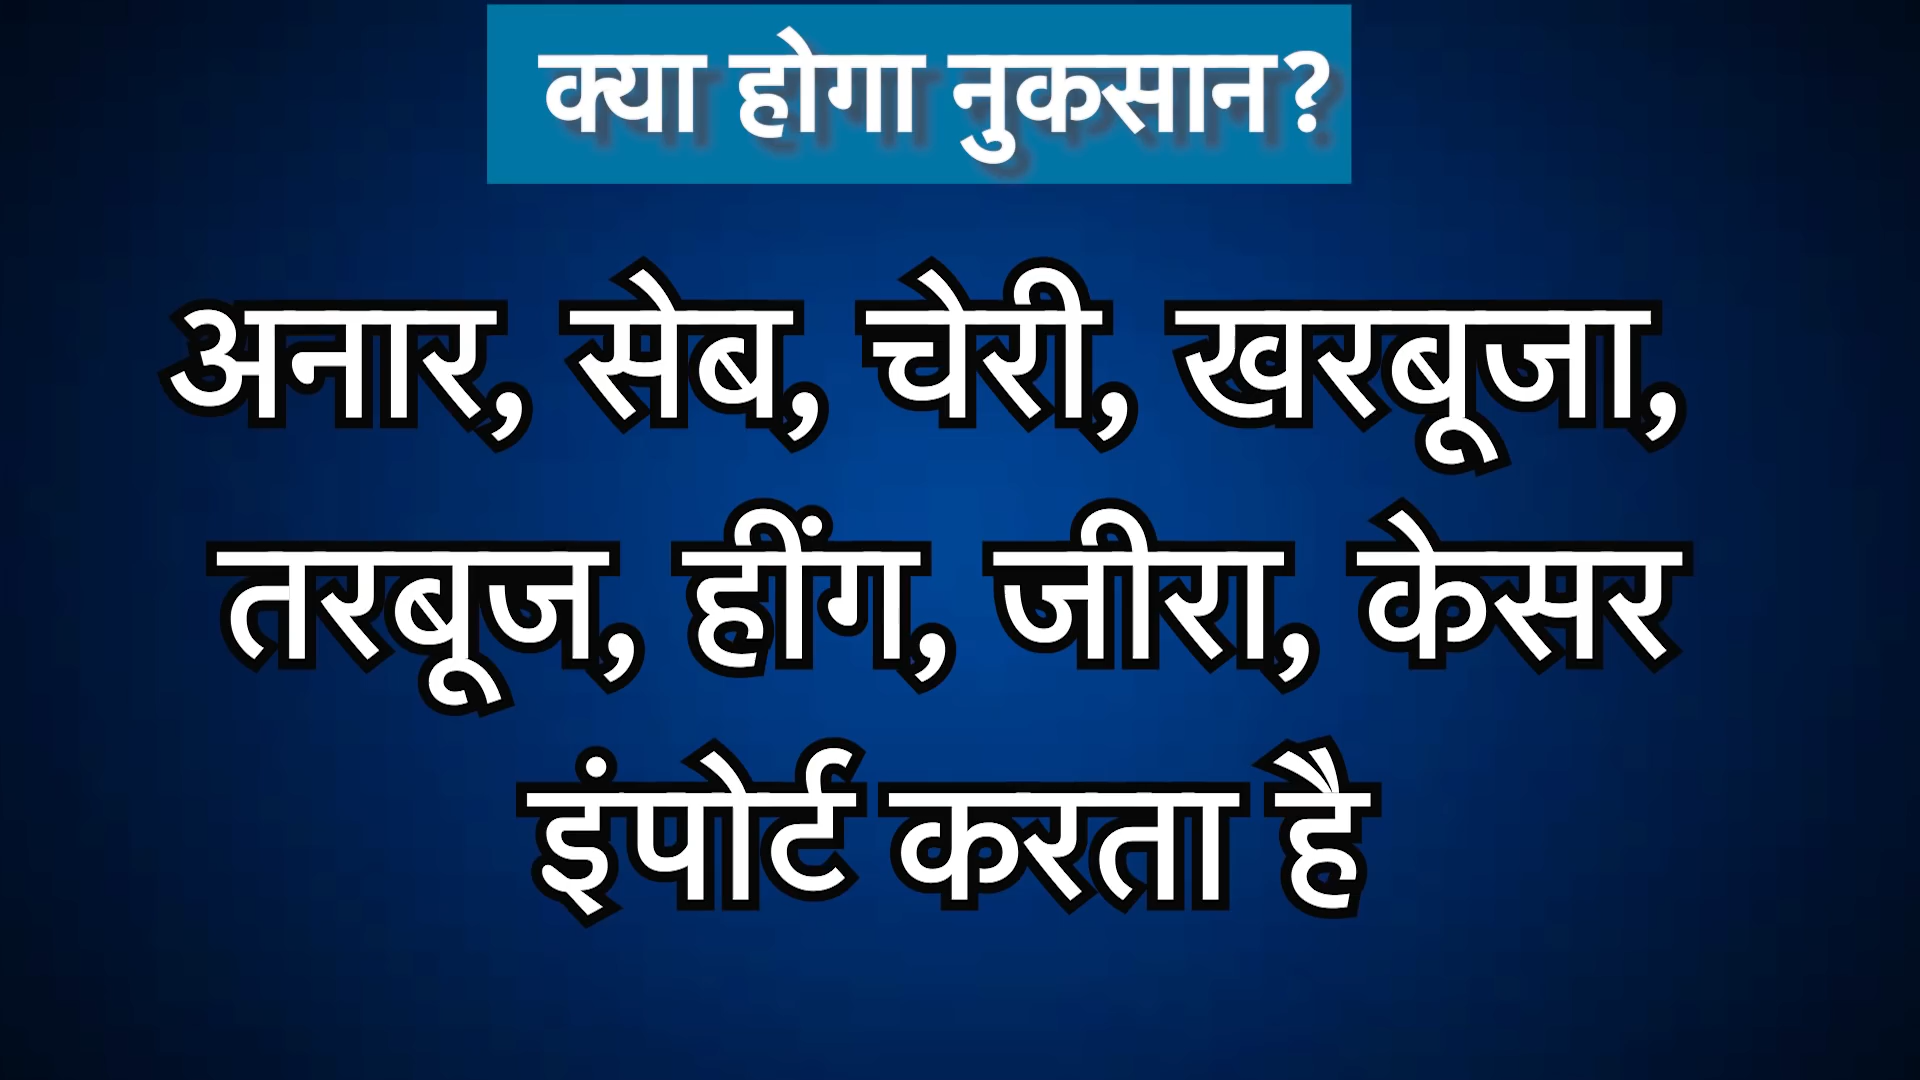 क्या होगा नुकसान?
अनार, सेब, चेरी, खरबूजा,
तरबूज, हींग, जीरा, केसर
इंपोर्ट करता है